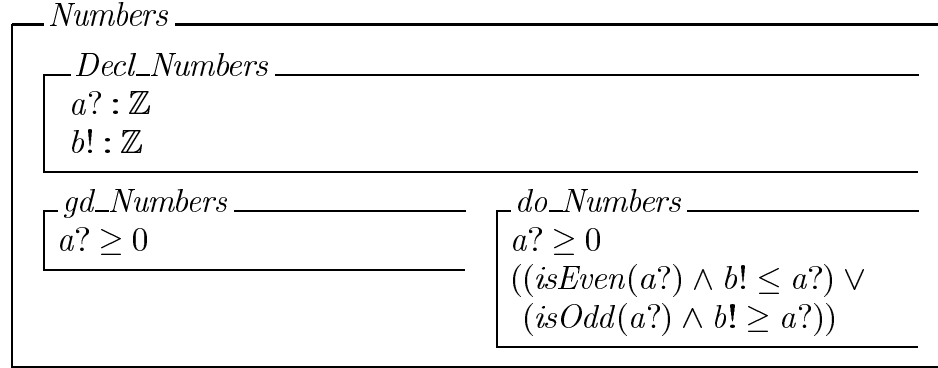 Numbers
Decl_Numbers
a? : ℤ
b! : ℤ
gd_Numbers
a? ≥ 0
do_Numbers
a? ≥ 0
((isEven(a?) ∧ b! ≤ a?) ∨
(isOdd(a?) ∧ b! ≥ a?))